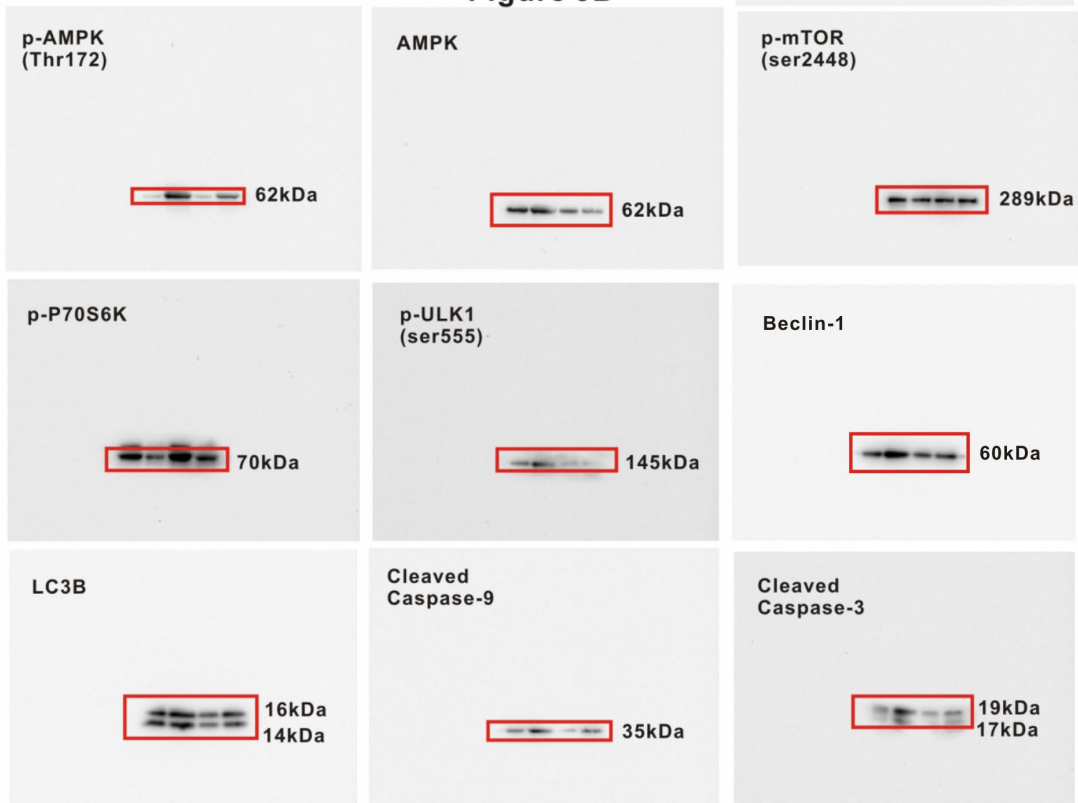 p-AMPK
(Thr172)
62kDa
AMPK
62kDa
p-mTOR
(ser2448)
289kDa
p-P70S6K
70kDa
p-ULK1
(ser555)
145kDa
Beclin-1
60kDa
LC3B
16kDa
14kDa
Cleaved
Caspase-9
35kDa
Cleaved
Caspase-3
19kDa
17kDa